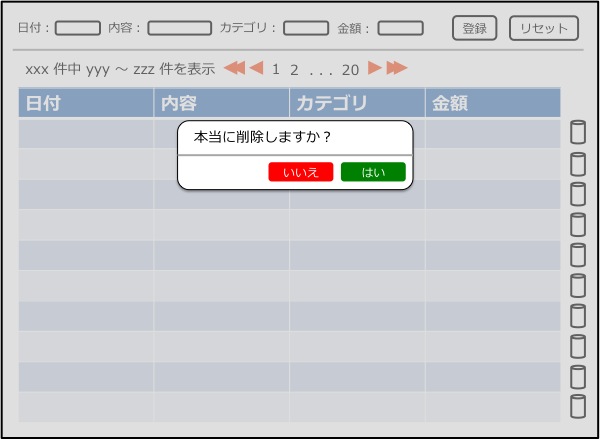 日付： 内容： カテゴリ： 金額： 登録 リセット
xxx 件中 yyy ～ zzz 件を表示 1 2 ... 20
日付 内容 カテゴリ 金額
本当に削除しますか？
いいえ はい